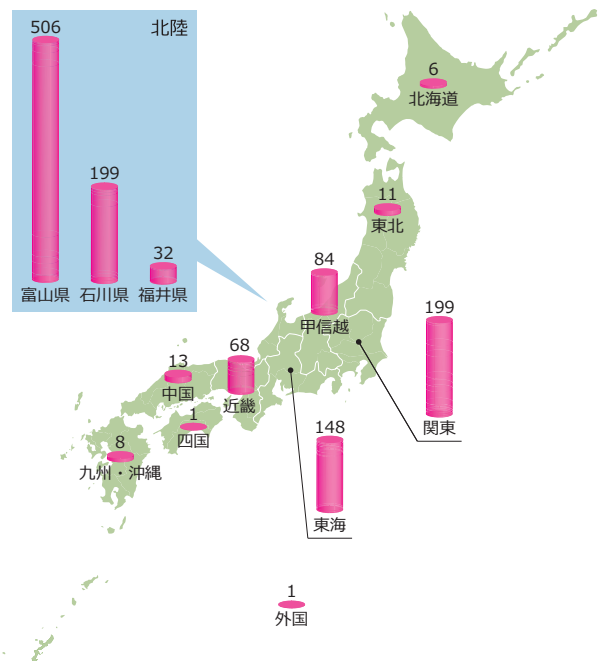 北陸
506
富山県
199
石川県
32
福井県
6
北海道
11
東北
84
甲信越
199
関東
148
東海
68
近畿
13
中国
1
四国
8
九州・沖縄
1
外国